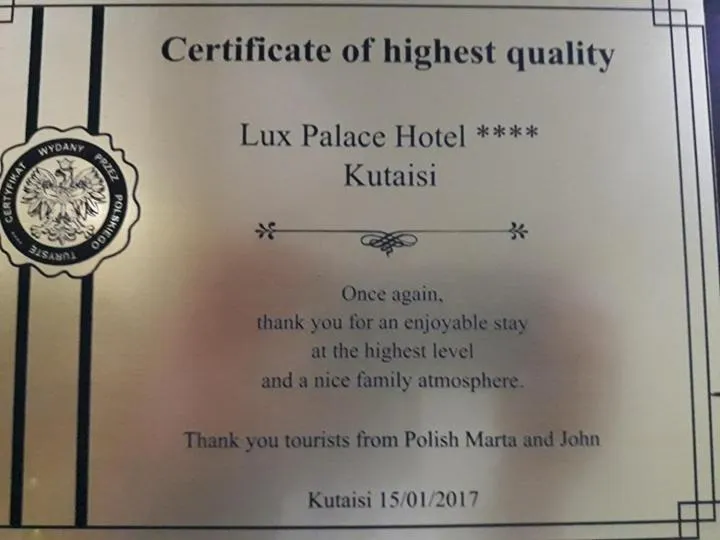 Certificate of highest quality
Lux Palace Hotel ****
Kutaisi
CERTYFIKAT WYDANY PRZEZ POLSKIEGO TURYSTĘ ****
Once again,
thank you for an enjoyable stay
at the highest level
and a nice family atmosphere.
Thank you tourists from Polish Marta and John
Kutaisi 15/01/2017